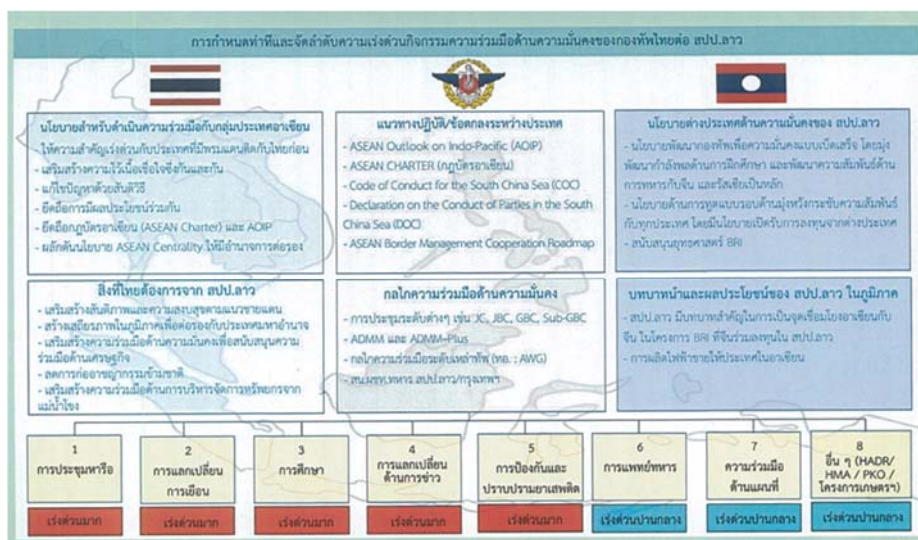 การกำหนดท่าทีและจัดลำดับความเร่งด่วนกิจกรรมความร่วมมือด้านความมั่นคงของกองทัพไทยต่อ สปป.ลาว
นโยบายสำหรับดำเนินความร่วมมือกับกลุ่มประเทศอาเซียน
- ให้ความสำคัญเร่งด่วนกับประเทศที่มีพรมแดนติดกับไทยก่อน
- เสริมสร้างความไว้เนื้อเชื่อใจซึ่งกันและกัน
- แก้ไขปัญหาด้วยสันติวิธี
- ยึดถือการมีผลประโยชน์ร่วมกัน
- ยึดถือกฎบัตรอาเซียน (ASEAN Charter) และ AOIP
- ผลักดันนโยบาย ASEAN Centrality ให้มีอำนาจการต่อรอง
แนวทางปฏิบัติ/ข้อตกลงระหว่างประเทศ
- ASEAN Outlook on Indo-Pacific (AOIP)
- ASEAN CHARTER (กฎบัตรอาเซียน)
- Code of Conduct for the South China Sea (COC)
- Declaration on the Conduct of Parties in the South
China Sea (DOC)
- ASEAN Border Management Cooperation Roadmap
นโยบายต่างประเทศด้านความมั่นคงของ สปป.ลาว
- นโยบายพัฒนากองทัพเพื่อความมั่นคงแบบเบ็ดเสร็จ โดยมุ่ง
พัฒนากำลังพลด้านการฝึกศึกษา และพัฒนาความสัมพันธ์ด้าน
การทหารกับจีน และรัสเซียเป็นหลัก
- นโยบายด้านการทูตแบบรอบด้านมุ่งหวังกระชับความสัมพันธ์
กับทุกประเทศ โดยมีนโยบายเปิดรับการลงทุนจากต่างประเทศ
- สนับสนุนยุทธศาสตร์ BRI
สิ่งที่ไทยต้องการจาก สปป.ลาว
- เสริมสร้างสันติภาพและความสงบสุขตามแนวชายแดน
- สร้างเสถียรภาพในภูมิภาคเพื่อต่อรองกับประเทศมหาอำนาจ
- เสริมสร้างความร่วมมือด้านความมั่นคงเพื่อสนับสนุนความ
ร่วมมือด้านเศรษฐกิจ
- ลดการก่ออาชญากรรมข้ามชาติ
- เสริมสร้างความร่วมมือด้านการบริหารจัดการทรัพยากรจาก
แม่น้ำโขง
กลไกความร่วมมือด้านความมั่นคง
- การประชุมระดับต่างๆ เช่น JC, JBC, GBC, Sub-GBC
- ADMM และ ADMM-Plus
- กลไกความร่วมมือระดับเหล่าทัพ (ทอ. : AWG)
- สน.ผชท.ทหาร สปป.ลาว/กรุงเทพฯ
บทบาทนำและผลประโยชน์ของ สปป.ลาว ในภูมิภาค
- สปป.ลาว มีบทบาทสำคัญในการเป็นจุดเชื่อมโยงอาเซียนกับ
จีน ในโครงการ BRI ที่จีนร่วมลงทุนใน สปป.ลาว
- การผลิตไฟฟ้าขายให้ประเทศในอาเซียน
1
การประชุมหารือ
เร่งด่วนมาก
2
การแลกเปลี่ยน
การเยือน
เร่งด่วนมาก
3
การศึกษา
เร่งด่วนมาก
4
การแลกเปลี่ยน
ด้านการข่าว
เร่งด่วนมาก
5
การป้องกันและ
ปราบปรามยาเสพติด
เร่งด่วนมาก
6
การแพทย์ทหาร
เร่งด่วนปานกลาง
7
ความร่วมมือ
ด้านแผนที่
เร่งด่วนปานกลาง
8
อื่น ๆ (HADR/
HMA / PKO /
โครงการเกษตรฯ)
เร่งด่วนปานกลาง